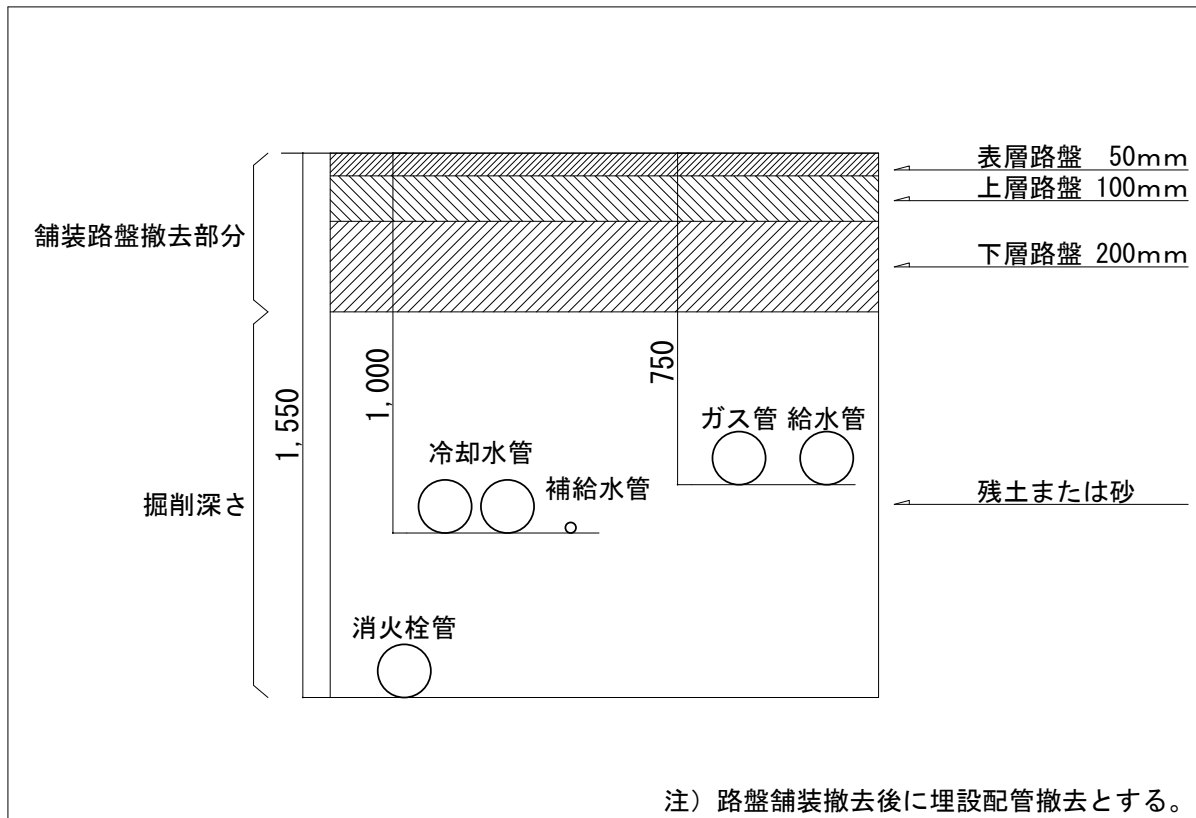 表層路盤 50mm
上層路盤 100mm
舗装路盤撤去部分
下層路盤 200mm
1,550
1,000
750
ガス管 給水管
冷却水管
補給水管
掘削深さ
残土または砂
消火栓管
注）路盤舗装撤去後に埋設配管撤去とする。